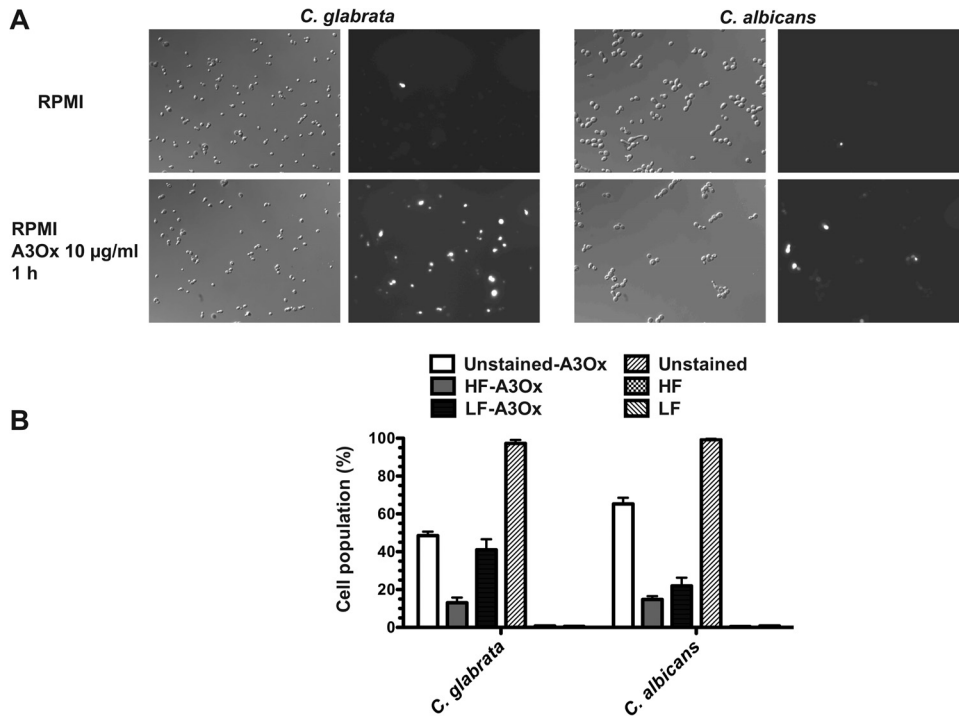 A
C. glabrata
C. albicans
RPMI
RPMI
A3Ox 10 µg/ml
1 h
B
Unstained-A3Ox
HF-A3Ox
LF-A3Ox
Unstained
HF
LF
Cell population (%)
100
80
60
40
20
0
C. glabrata
C. albicans